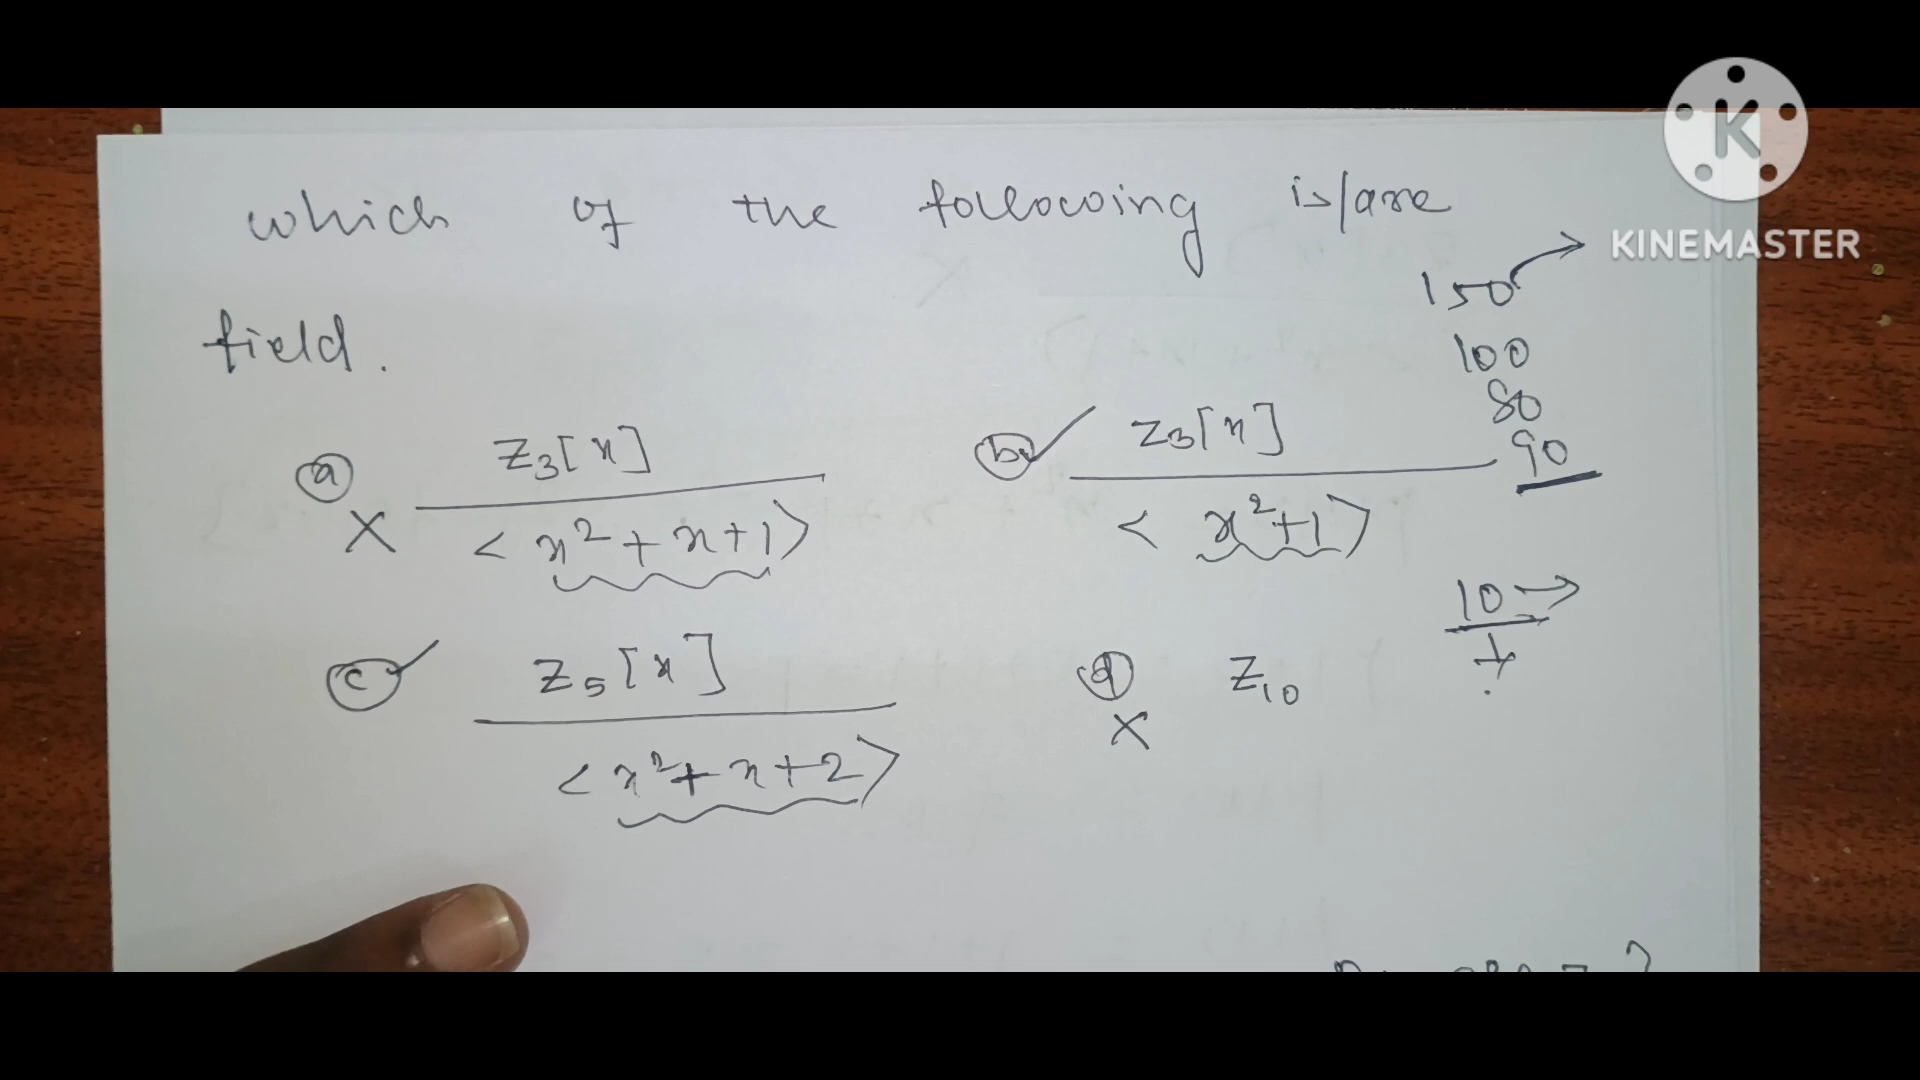 which of the following is/are
KINEMASTER
150
field.
100
80
90
a Z3[x]
<x²+x+1>
X
b Z3[x]
<x²+1>
10
c Z5[x]
<x²+x+2>
d Z10
X